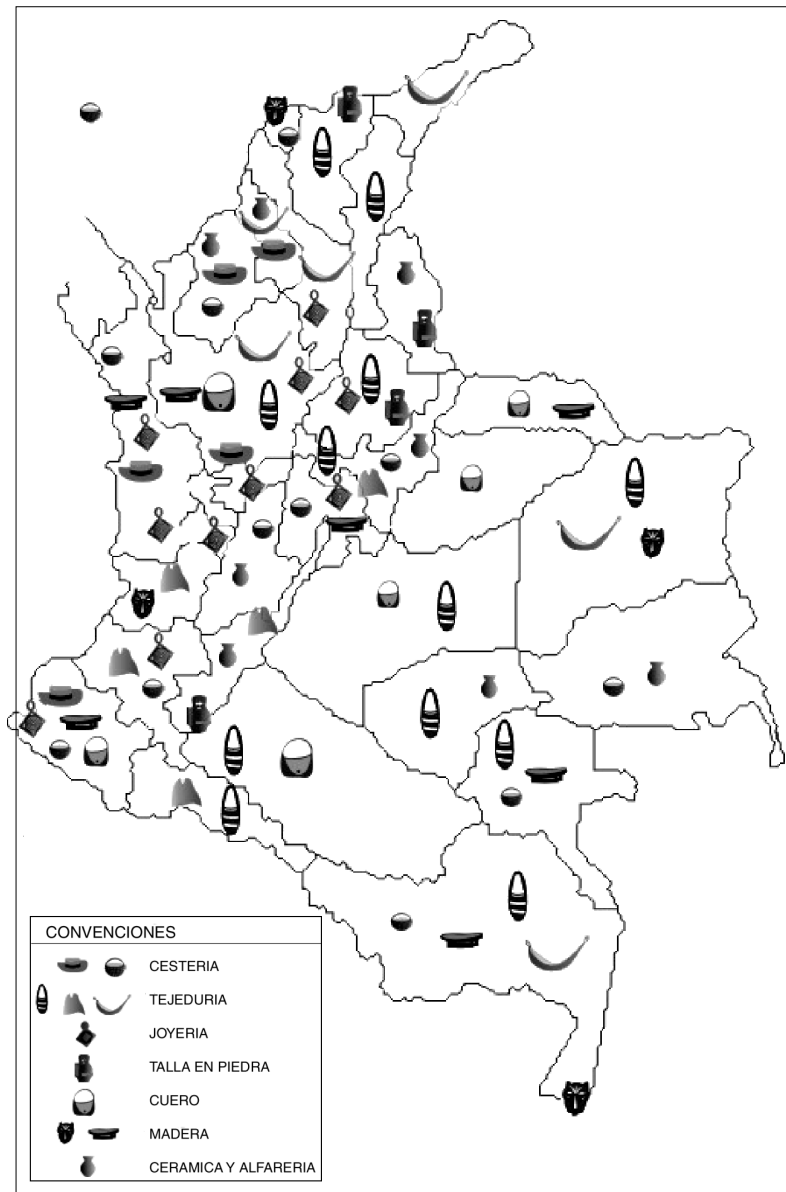 CONVENCIONES
CESTERIA
TEJEDURIA
JOYERIA
TALLA EN PIEDRA
CUERO
MADERA
CERAMICA Y ALFARERIA